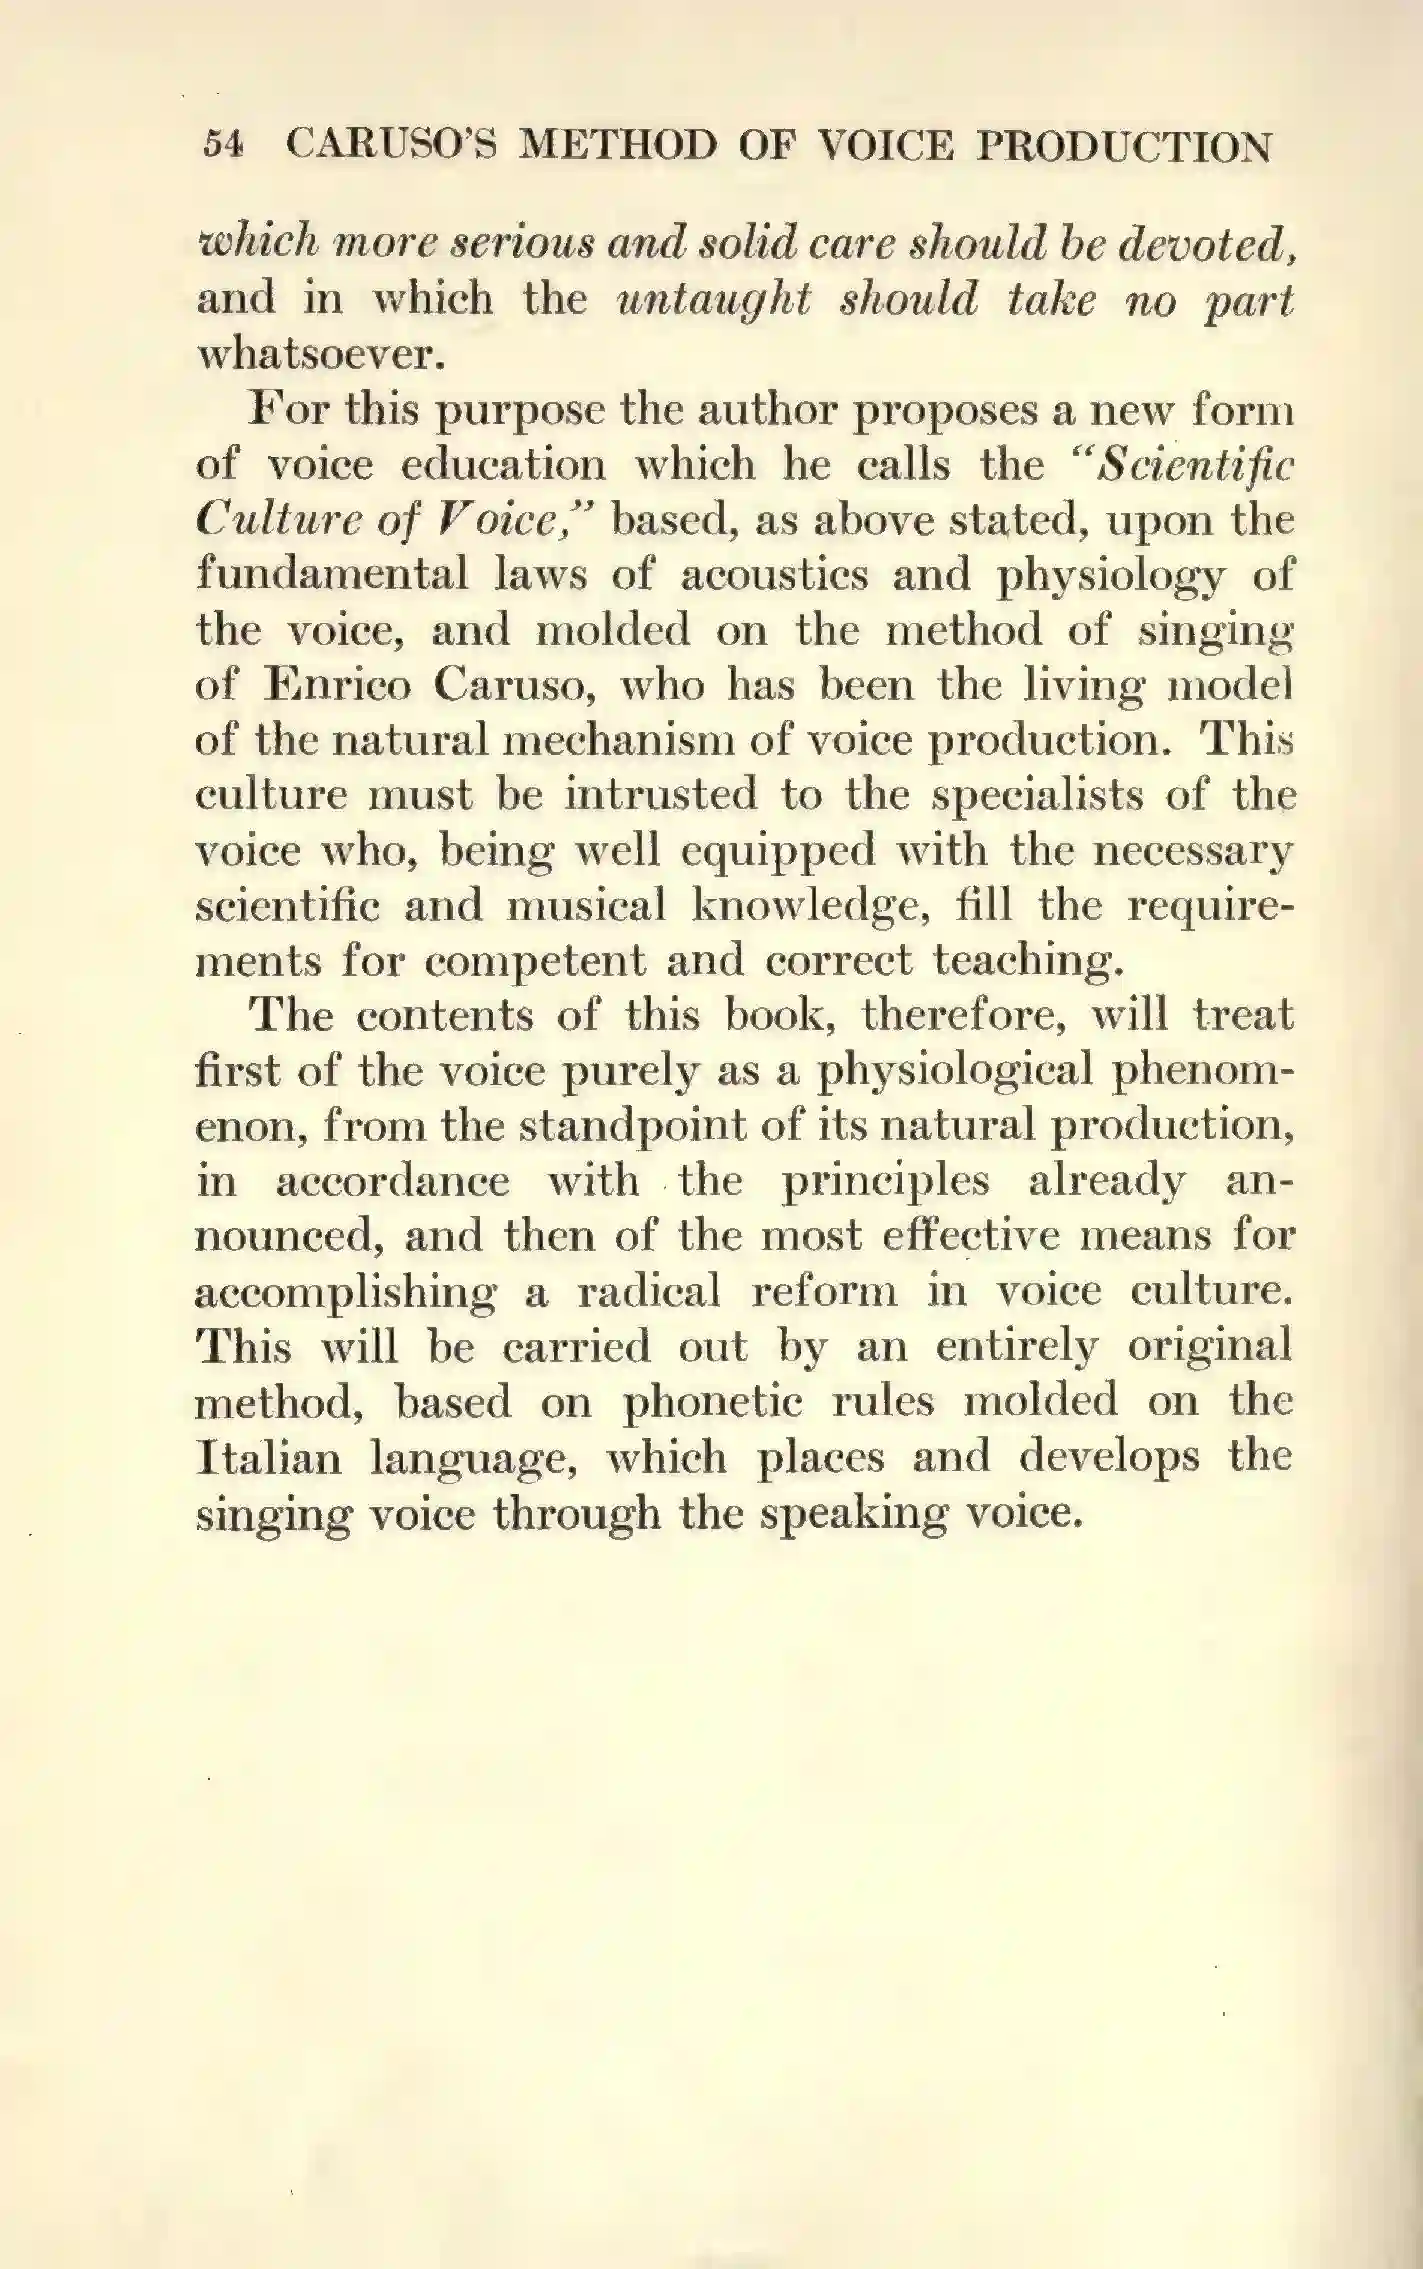 54 CARUSO'S METHOD OF VOICE PRODUCTION
which more serious and solid care should be devoted,
and in which the untaught should take no part
whatsoever.
For this purpose the author proposes a new form
of voice education which he calls the "Scientific
Culture of Voice," based, as above stated, upon the
fundamental laws of acoustics and physiology of
the voice, and molded on the method of singing
of Enrico Caruso, who has been the living model
of the natural mechanism of voice production. This
culture must be intrusted to the specialists of the
voice who, being well equipped with the necessary
scientific and musical knowledge, fill the require-
ments for competent and correct teaching.
The contents of this book, therefore, will treat
first of the voice purely as a physiological phenom-
enon, from the standpoint of its natural production,
in accordance with the principles already an-
nounced, and then of the most effective means for
accomplishing a radical reform in voice culture.
This will be carried out by an entirely original
method, based on phonetic rules molded on the
Italian language, which places and develops the
singing voice through the speaking voice.